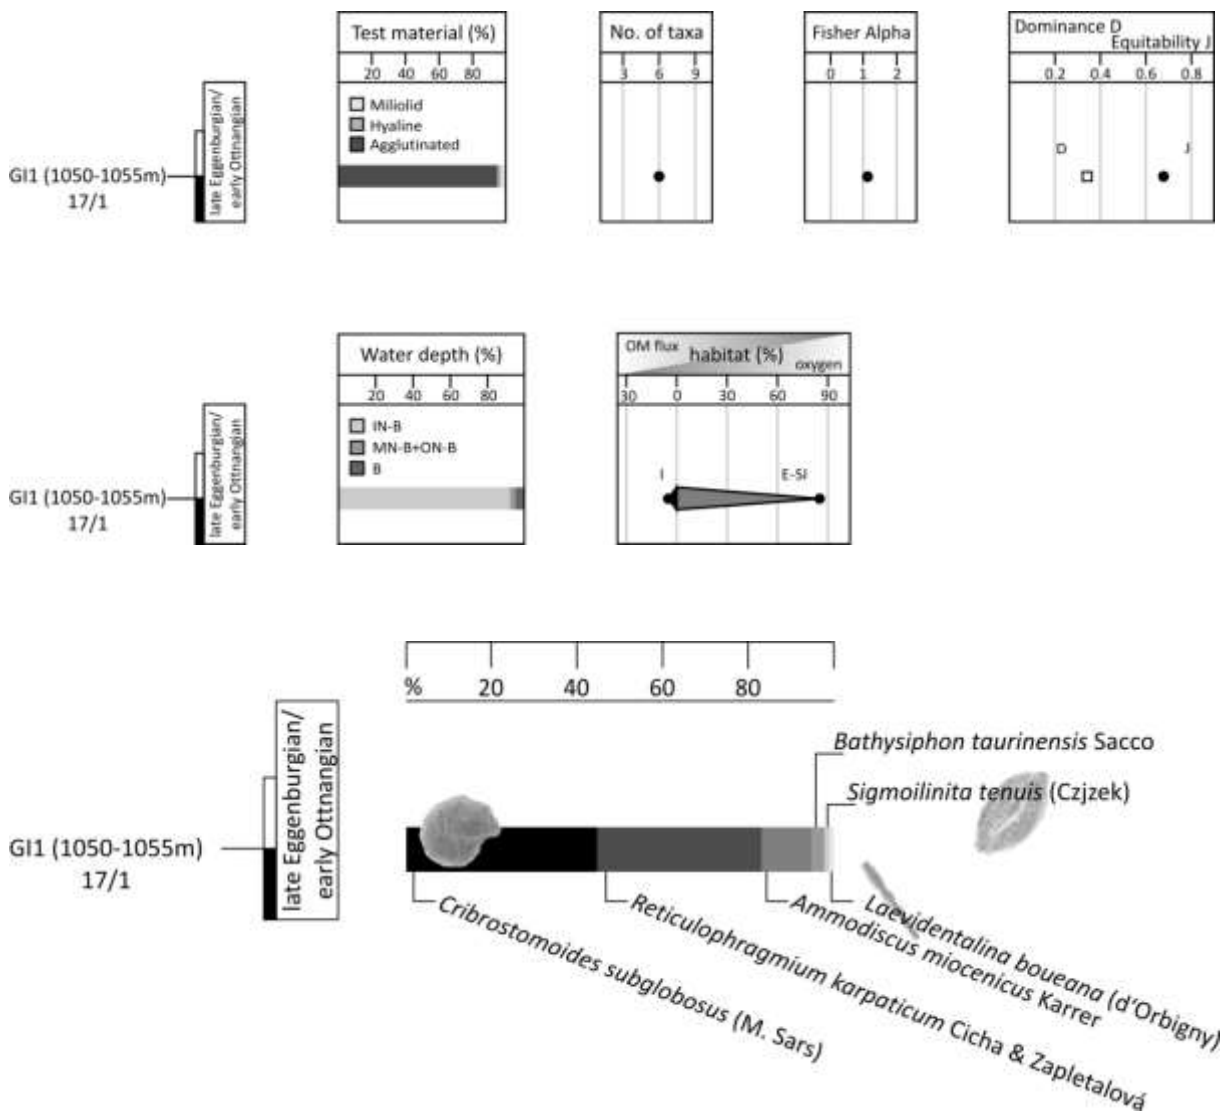 Test material (%)
20 40 60 80
Miliolid
Hyaline
Agglutinated
No. of taxa
3 6 9
Fisher Alpha
0 1 2
Dominance D
Equitability J
0.2 0.4 0.6 0.8
D J
late Eggenburgian/
early Ottnangian
GI1 (1050-1055m)
17/1
Water depth (%)
20 40 60 80
IN-B
MN-B+ON-B
B
OM flux habitat (%) oxygen
30 0 30 60 90
I E-SI
late Eggenburgian/
early Ottnangian
GI1 (1050-1055m)
17/1
% 20 40 60 80
late Eggenburgian/
early Ottnangian
GI1 (1050-1055m)
17/1
Bathysiphon taurinensis Sacco
Sigmoilinita tenuis (Czjzek)
Laevidentalina boueana (d'Orbigny)
Ammodiscus miocenicus Karrer
Reticulophragmium karpaticum Cicha & Zapletalová
Cribrostomoides subglobosus (M. Sars)